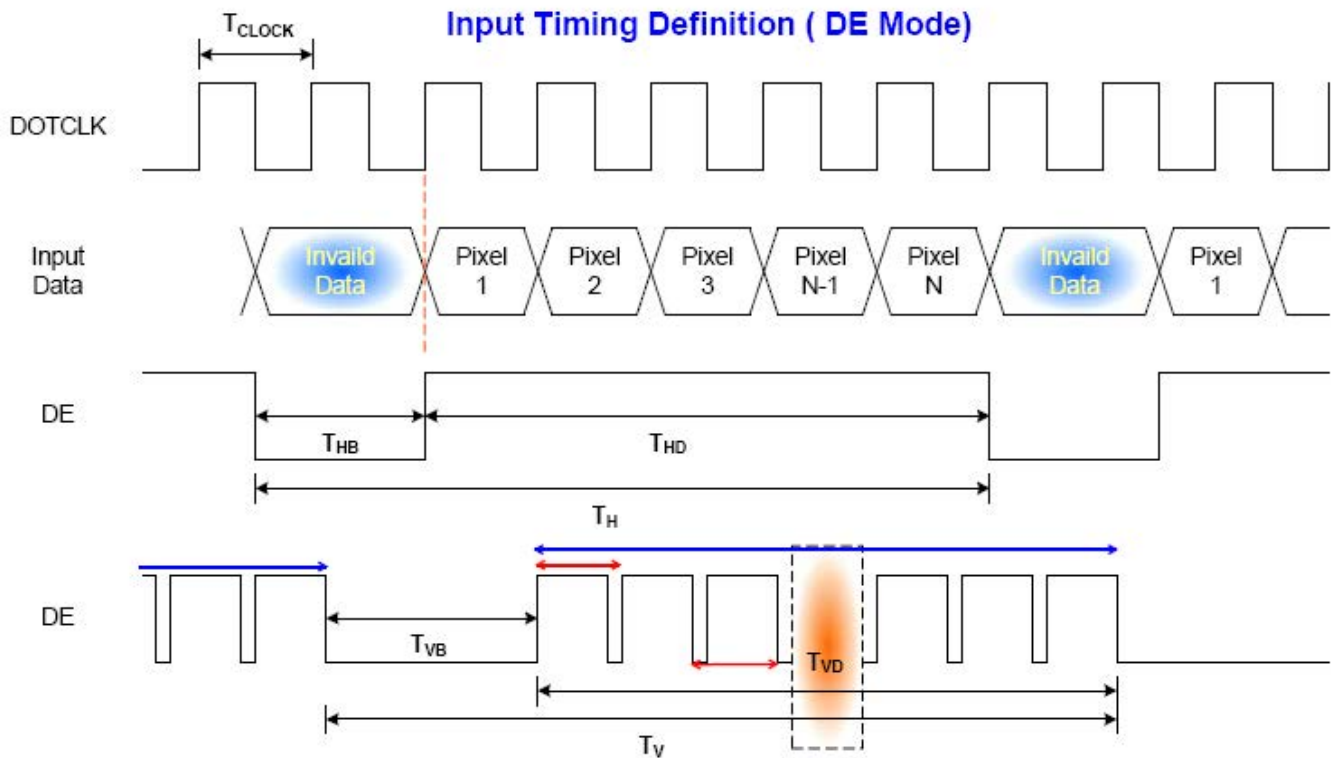 Input Timing Definition ( DE Mode)
TCLOCK
DOTCLK
Input
Data
Invaild
Data
Pixel
1
Pixel
2
Pixel
3
Pixel
N-1
Pixel
N
Invaild
Data
Pixel
1
DE
THB
THD
TH
DE
TVB
TVD
TV